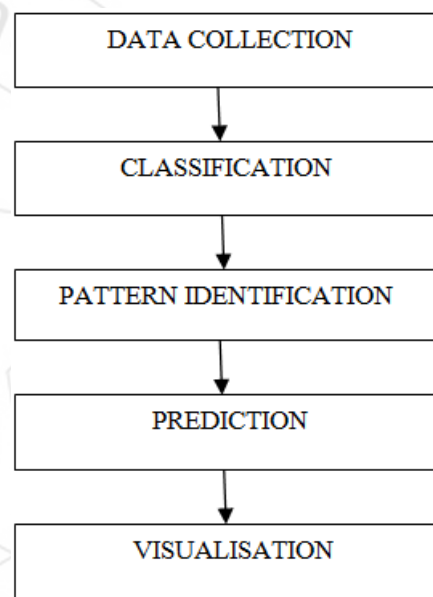 DATA COLLECTION
CLASSIFICATION
PATTERN IDENTIFICATION
PREDICTION
VISUALISATION